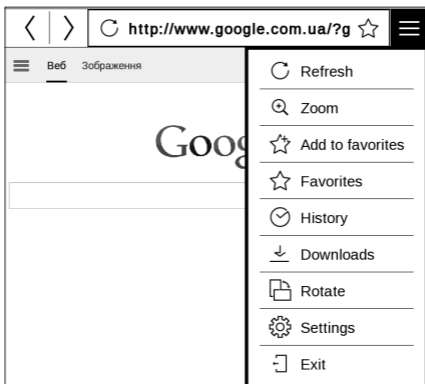 http://www.google.com.ua/?g
Веб Зображення
Goog
Refresh
Zoom
Add to favorites
Favorites
History
Downloads
Rotate
Settings
Exit